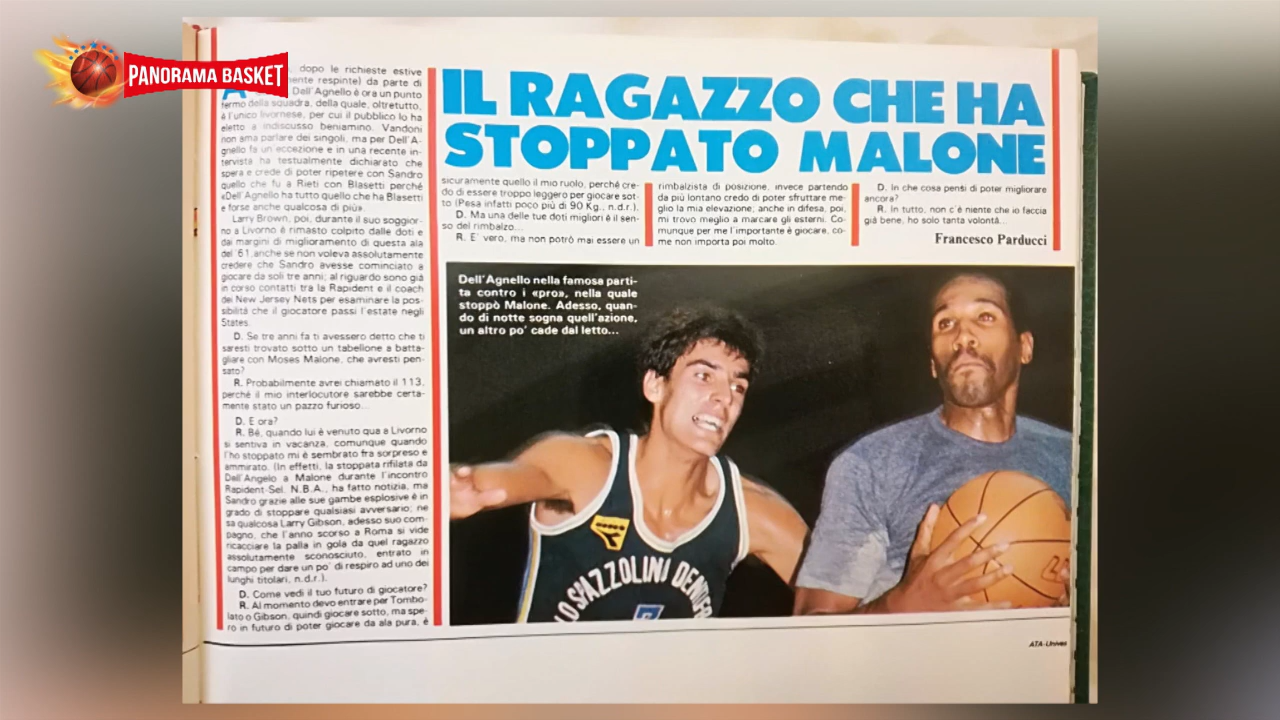 PANORAMA BASKET
dopo le richieste estive
mente respinte) da parte di
Dell'Agnello è ora un punto
fermo della squadra, della quale, oltretutto,
è l'unico livornese, per cui il pubblico lo ha
eletto a indiscusso beniamino. Vandoni
non ama parlare dei singoli, ma per Dell'A-
gnello fa un'eccezione e in una recente in-
tervista ha testualmente dichiarato che
spera e crede di poter ripetere con Sandro
quello che fu a Rieti con Blasetti perché
«Dell'Agnello ha tutto quello che ha Blasetti
e forse anche qualcosa di più».
Larry Brown, poi, durante il suo soggior-
no a Livorno è rimasto colpito dalle doti e
dai margini di miglioramento di questa ala
del '61, anche se non voleva assolutamente
credere che Sandro avesse cominciato a
giocare da soli tre anni; al riguardo sono già
in corso contatti tra la Rapident e il coach
dei New Jersey Nets per esaminare la pos-
sibilità che il giocatore passi l'estate negli
States.
D. Se tre anni fa ti avessero detto che ti
saresti trovato sotto un tabellone a batta-
gliare con Moses Malone, che avresti pen-
sato?
R. Probabilmente avrei chiamato il 113,
perché il mio interlocutore sarebbe certa-
mente stato un pazzo furioso...
D. E ora?
R. Bé, quando lui è venuto qua a Livorno
si sentiva in vacanza, comunque quando
l'ho stoppato mi è sembrato fra sorpreso e
ammirato. (In effetti, la stoppata rifilata da
Dell'Angelo a Malone durante l'incontro
Rapident-Sel. N.B.A., ha fatto notizia, ma
Sandro grazie alle sue gambe esplosive è in
grado di stoppare qualsiasi avversario; ne
sa qualcosa Larry Gibson, adesso suo com-
pagno, che l'anno scorso a Roma si vide
ricacciare la palla in gola da quel ragazzo
assolutamente sconosciuto, entrato in
campo per dare un po' di respiro ad uno dei
lunghi titolari, n.d.r.).
D. Come vedi il tuo futuro di giocatore?
R. Al momento devo entrare per Tombo-
lato o Gibson, quindi giocare sotto, ma spe-
ro in futuro di poter giocare da ala pura, è
IL RAGAZZO CHE HA
STOPPATO MALONE
sicuramente quello il mio ruolo, perché cre-
do di essere troppo leggero per giocare sot-
to (Pesa infatti poco più di 90 Kg., n.d.r.).
D. Ma una delle tue doti migliori è il sen-
so del rimbalzo...
R. E' vero, ma non potrò mai essere un
rimbalzista di posizione, invece partendo
da più lontano credo di poter sfruttare me-
glio la mia elevazione, anche in difesa, poi,
mi trovo meglio a marcare gli esterni. Co-
munque per me l'importante è giocare, co-
me non importa poi molto.
D. In che cosa pensi di poter migliorare
ancora?
R. In tutto, non c'è niente che io faccia
già bene, ho solo tanta volontà...
Francesco Parducci
Dell'Agnello nella famosa parti-
ta contro i «pro», nella quale
stoppò Malone. Adesso, quan-
do di notte sogna quell'azione,
un altro po' cade dal letto...
LO SPAZZOLINI DENTIFR
ATA-Univas